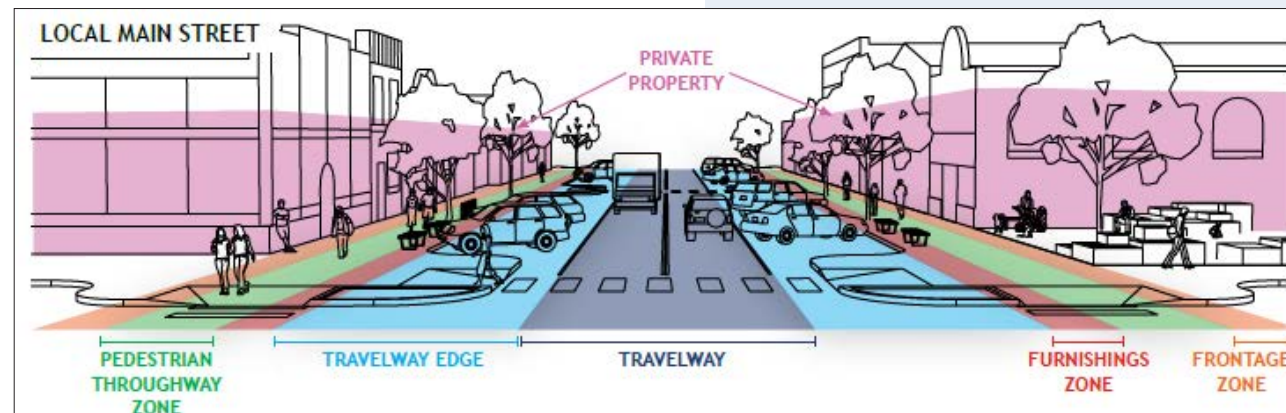 LOCAL MAIN STREET
PRIVATE
PROPERTY
PEDESTRIAN
THROUGHWAY
ZONE
TRAVELWAY EDGE
TRAVELWAY
FURNISHINGS
ZONE
FRONTAGE
ZONE